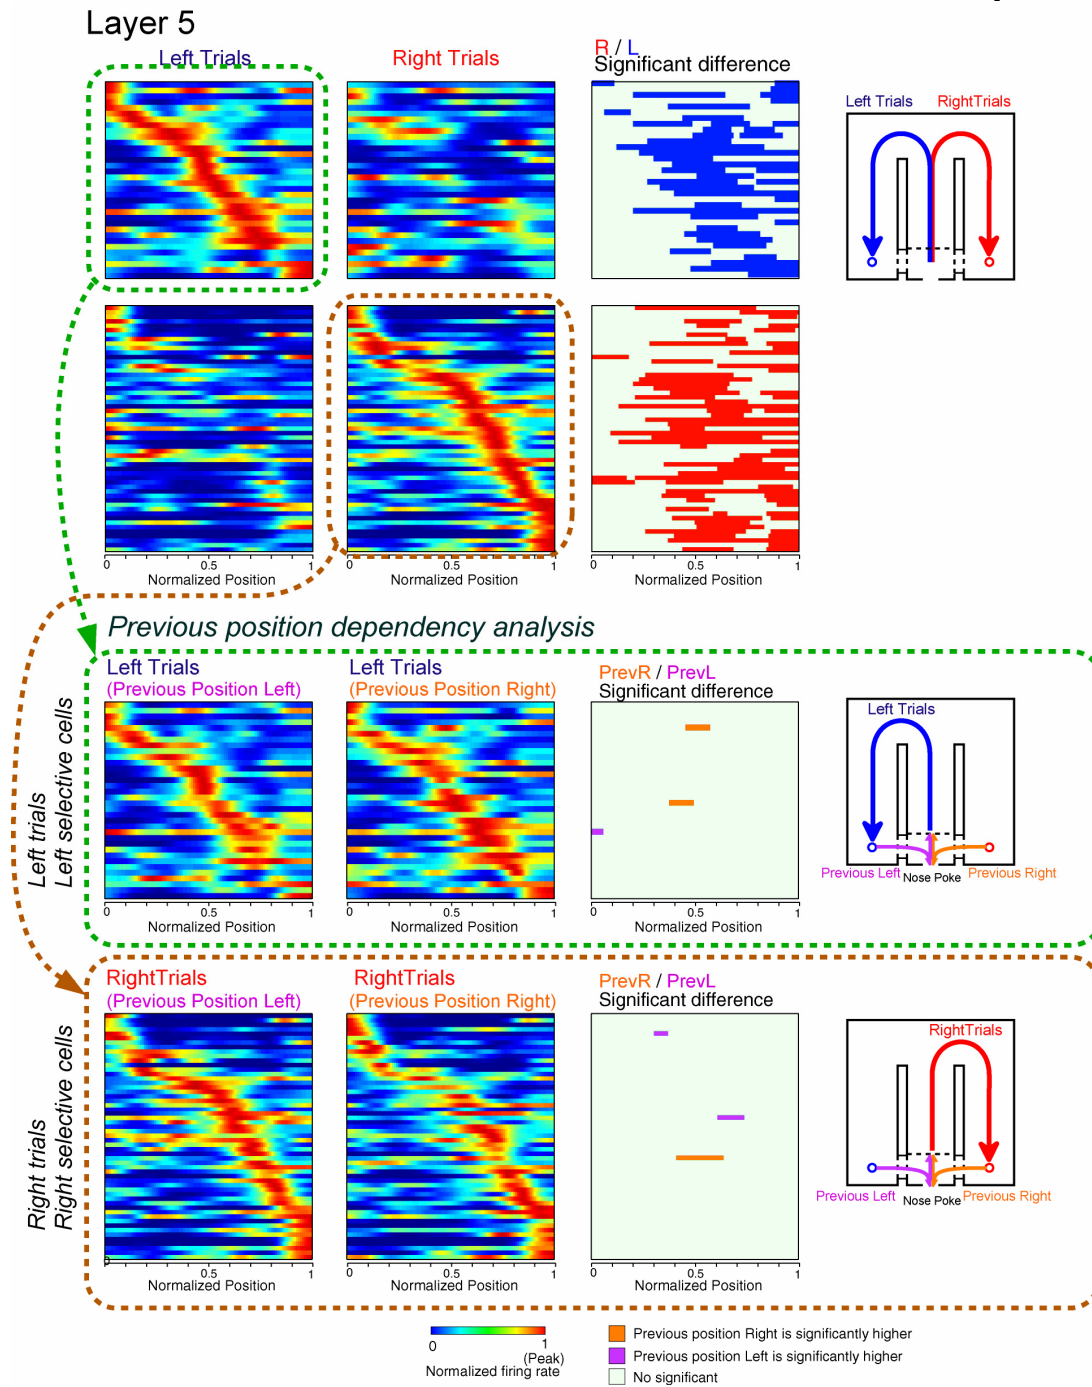 Layer 5
Left Trials
Right Trials
R / L
Significant difference
Left Trials
RightTrials
0 0.5 1
Normalized Position
0 0.5 1
Normalized Position
0 0.5 1
Normalized Position
Previous position dependency analysis
Left trials
Left selective cells
Left Trials
(Previous Position Left)
Left Trials
(Previous Position Right)
PrevR / PrevL
Significant difference
Left Trials
Previous Left
Nose Poke
Previous Right
0.5 1
Normalized Position
0 0.5 1
Normalized Position
0 0.5 1
Normalized Position
Right trials
Right selective cells
RightTrials
(Previous Position Left)
RightTrials
(Previous Position Right)
PrevR / PrevL
Significant difference
RightTrials
Previous Left
Nose Poke
Previous Right
0
0.5 1
Normalized Position
0 0.5 1
Normalized Position
0 0.5 1
Normalized Position
0 1
(Peak)
Normalized firing rate
Previous position Right is significantly higher
Previous position Left is significantly higher
No significant